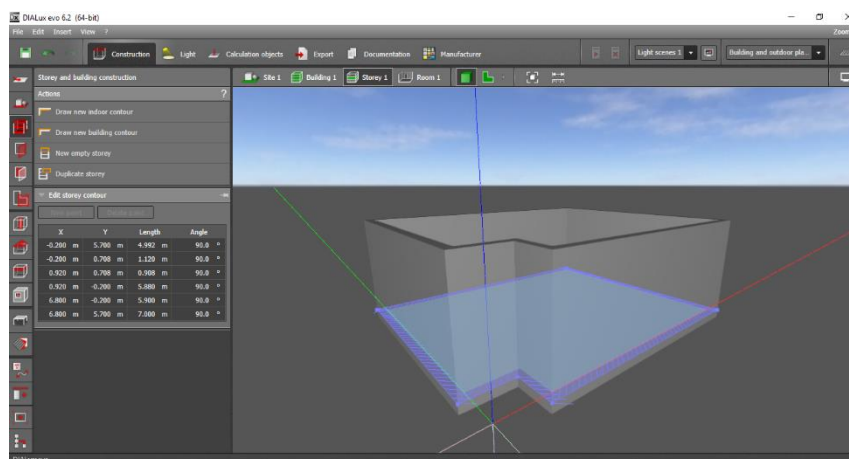 DIALux evo 6.2 (64-bit)
File Edit Insert View ?
Zoom
Construction Light Calculation objects Export Documentation Manufacturer Light scenes 1 Building and outdoor pla...
Storey and building construction Site 1 Building 1 Storey 1 Room 1
Actions ?
Draw new indoor contour
Draw new building contour
New empty storey
Duplicate storey
Edit storey contour
X Y Length Angle
-0.200 m 5.700 m 4.992 m 90.0 °
-0.200 m 0.708 m 1.120 m 90.0 °
0.920 m 0.708 m 0.908 m 90.0 °
0.920 m -0.200 m 5.880 m 90.0 °
6.800 m -0.200 m 5.900 m 90.0 °
6.800 m 5.700 m 7.000 m 90.0 °